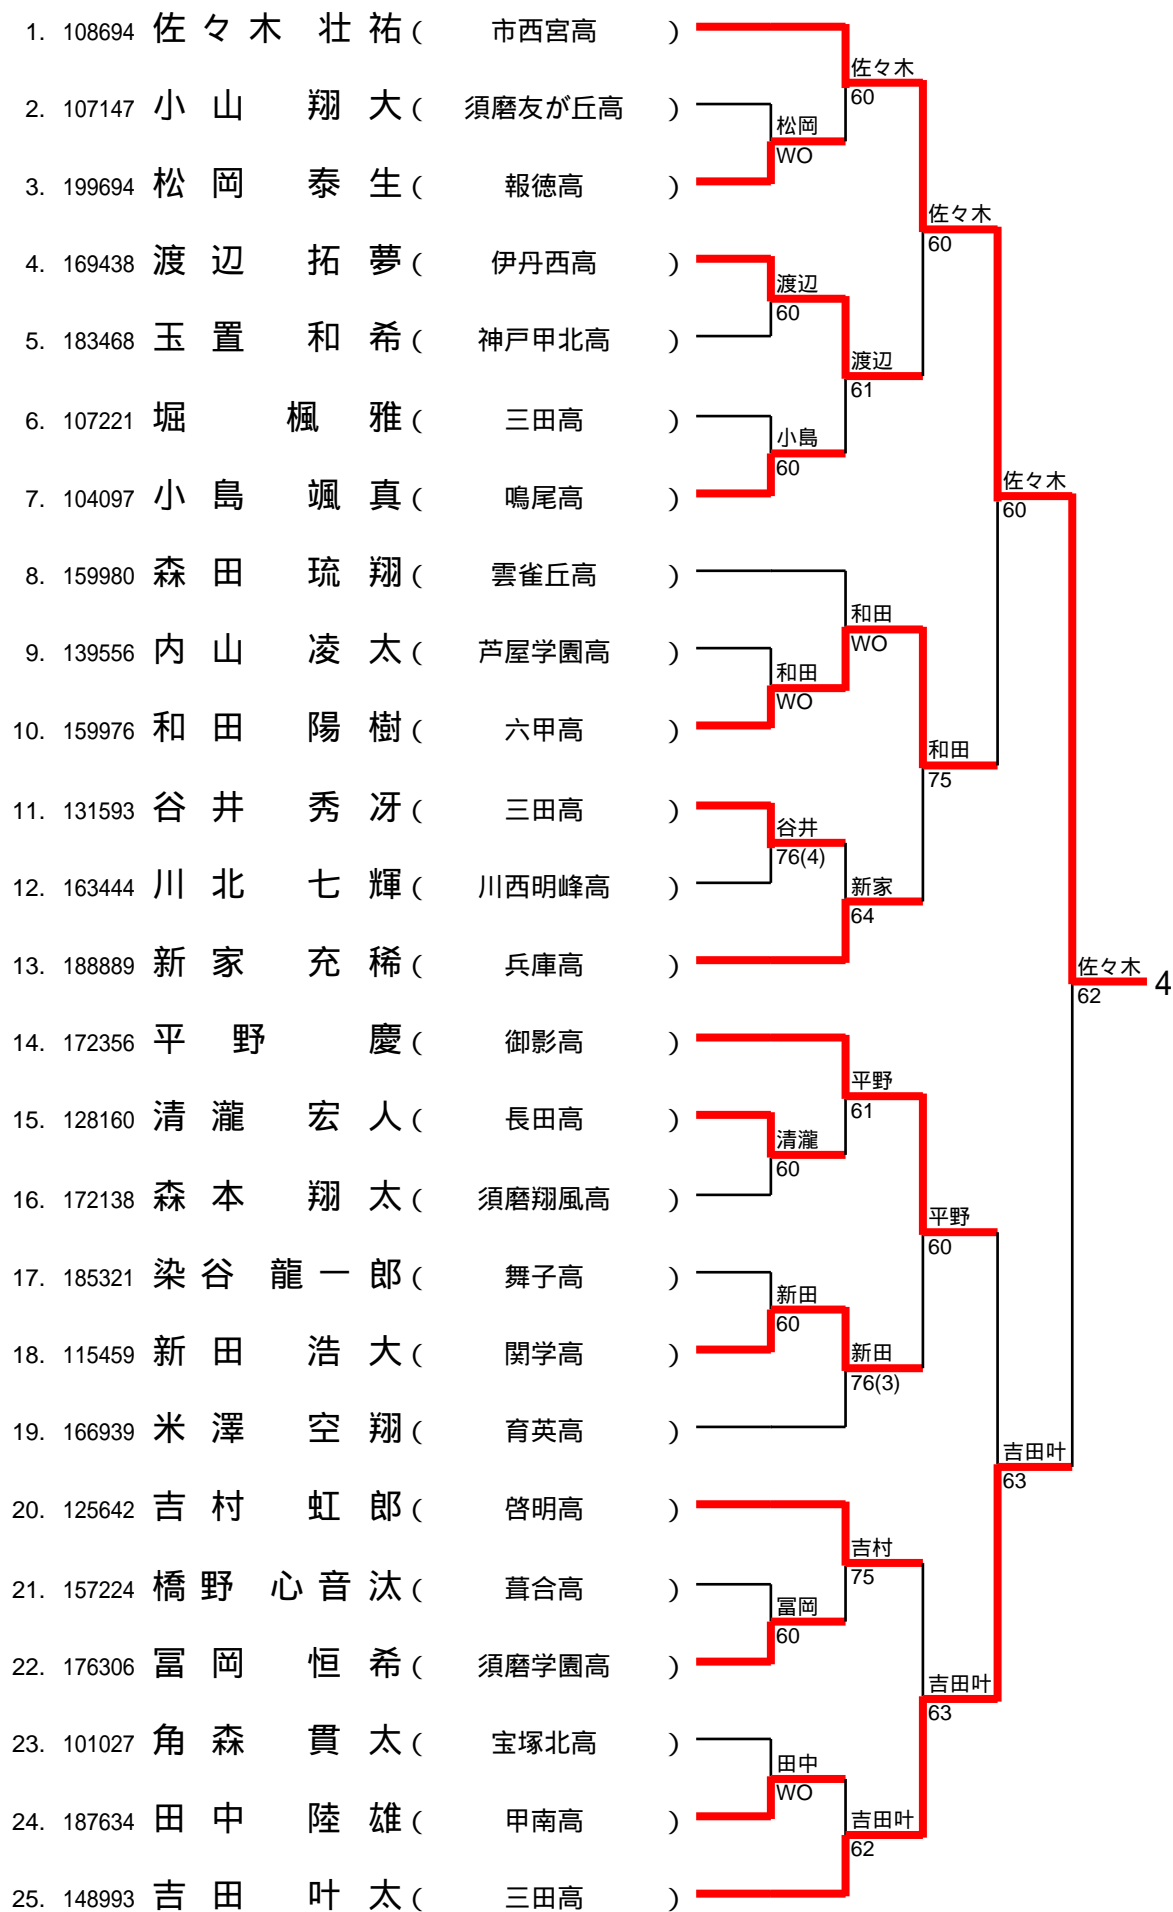 1. 108694 佐々木 壮祐 ( 市西宮高 )
佐々木
60
2. 107147 小山 翔大 ( 須磨友が丘高 )
松岡
WO
3. 199694 松岡 泰生 ( 報徳高 )
佐々木
60
4. 169438 渡辺 拓夢 ( 伊丹西高 )
渡辺
60
5. 183468 玉置 和希 ( 神戸甲北高 )
渡辺
61
6. 107221 堀 楓雅 ( 三田高 )
小島
60
7. 104097 小島 颯真 ( 鳴尾高 )
佐々木
60
8. 159980 森田 琉翔 ( 雲雀丘高 )
和田
WO
9. 139556 内山 凌太 ( 芦屋学園高 )
和田
WO
10. 159976 和田 陽樹 ( 六甲高 )
和田
75
11. 131593 谷井 秀冴 ( 三田高 )
谷井
76(4)
12. 163444 川北 七輝 ( 川西明峰高 )
新家
64
13. 188889 新家 充稀 ( 兵庫高 )
佐々木
62
4
14. 172356 平野 慶 ( 御影高 )
平野
61
15. 128160 清瀧 宏人 ( 長田高 )
清瀧
60
16. 172138 森本 翔太 ( 須磨翔風高 )
平野
60
17. 185321 染谷 龍一郎 ( 舞子高 )
新田
60
18. 115459 新田 浩大 ( 関学高 )
新田
76(3)
19. 166939 米澤 空翔 ( 育英高 )
吉田叶
63
20. 125642 吉村 虹郎 ( 啓明高 )
吉村
75
21. 157224 橋野 心音汰 ( 葺合高 )
冨岡
60
22. 176306 冨岡 恒希 ( 須磨学園高 )
吉田叶
63
23. 101027 角森 貫太 ( 宝塚北高 )
田中
WO
24. 187634 田中 陸雄 ( 甲南高 )
吉田叶
62
25. 148993 吉田 叶太 ( 三田高 )